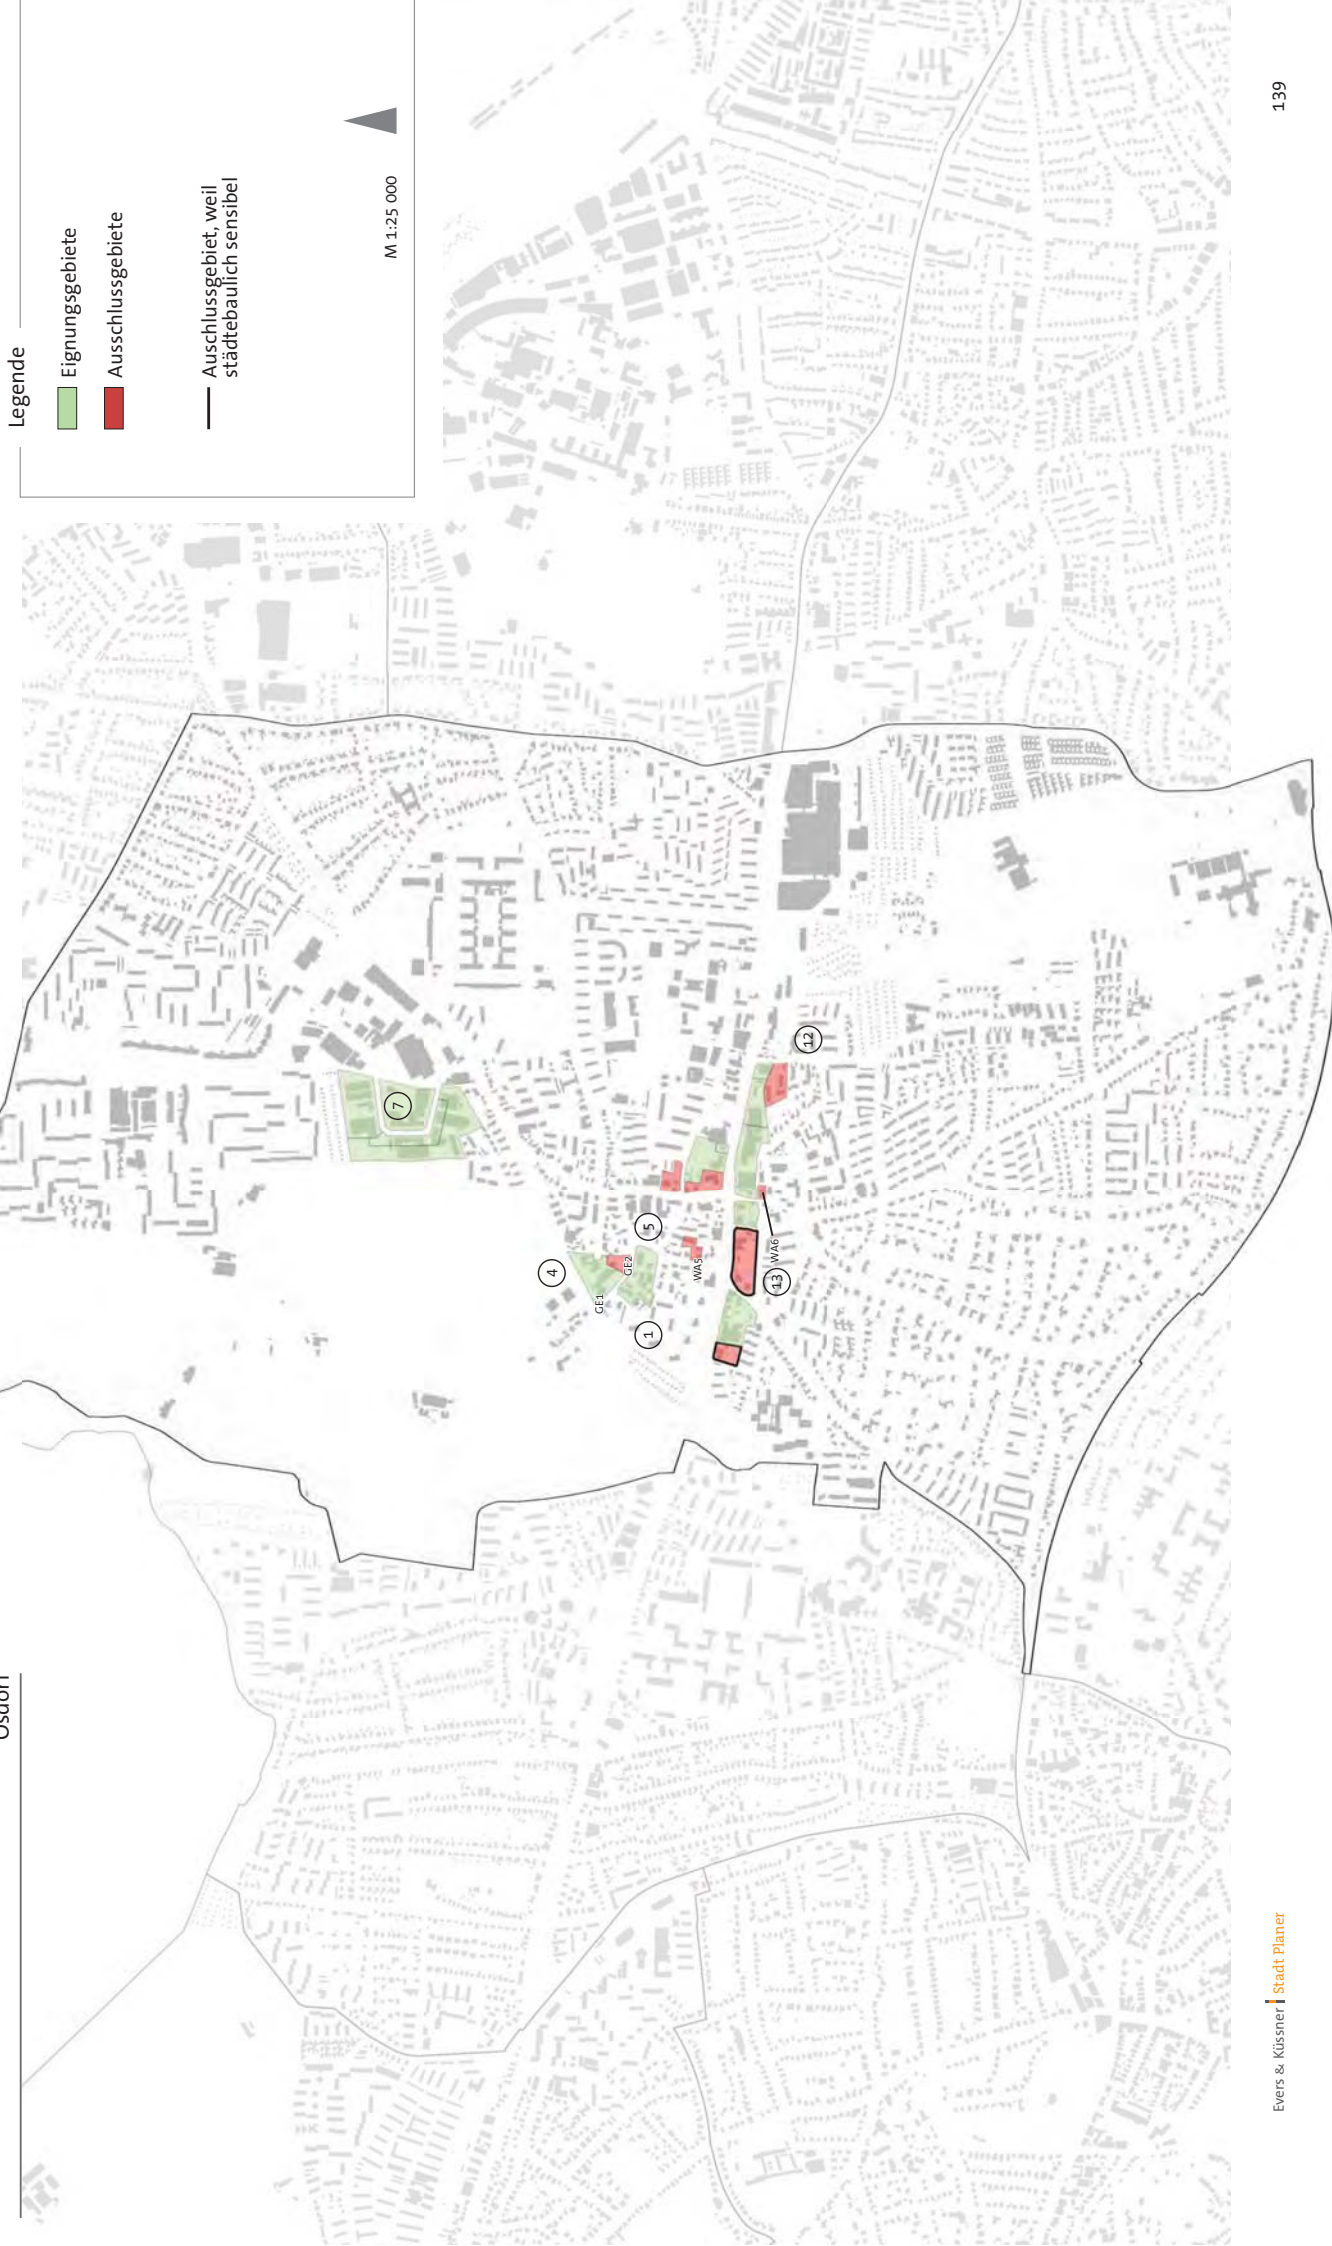 Osdorf
Legende
Eignungsgebiete
Ausschlussgebiete
Auschlussgebiet, weil
städtebaulich sensibel
M 1:25 000
7
4
GE1
GE2
5
1
WA5
WA6
13
12
Evers & Küssner | Stadt Planer
139